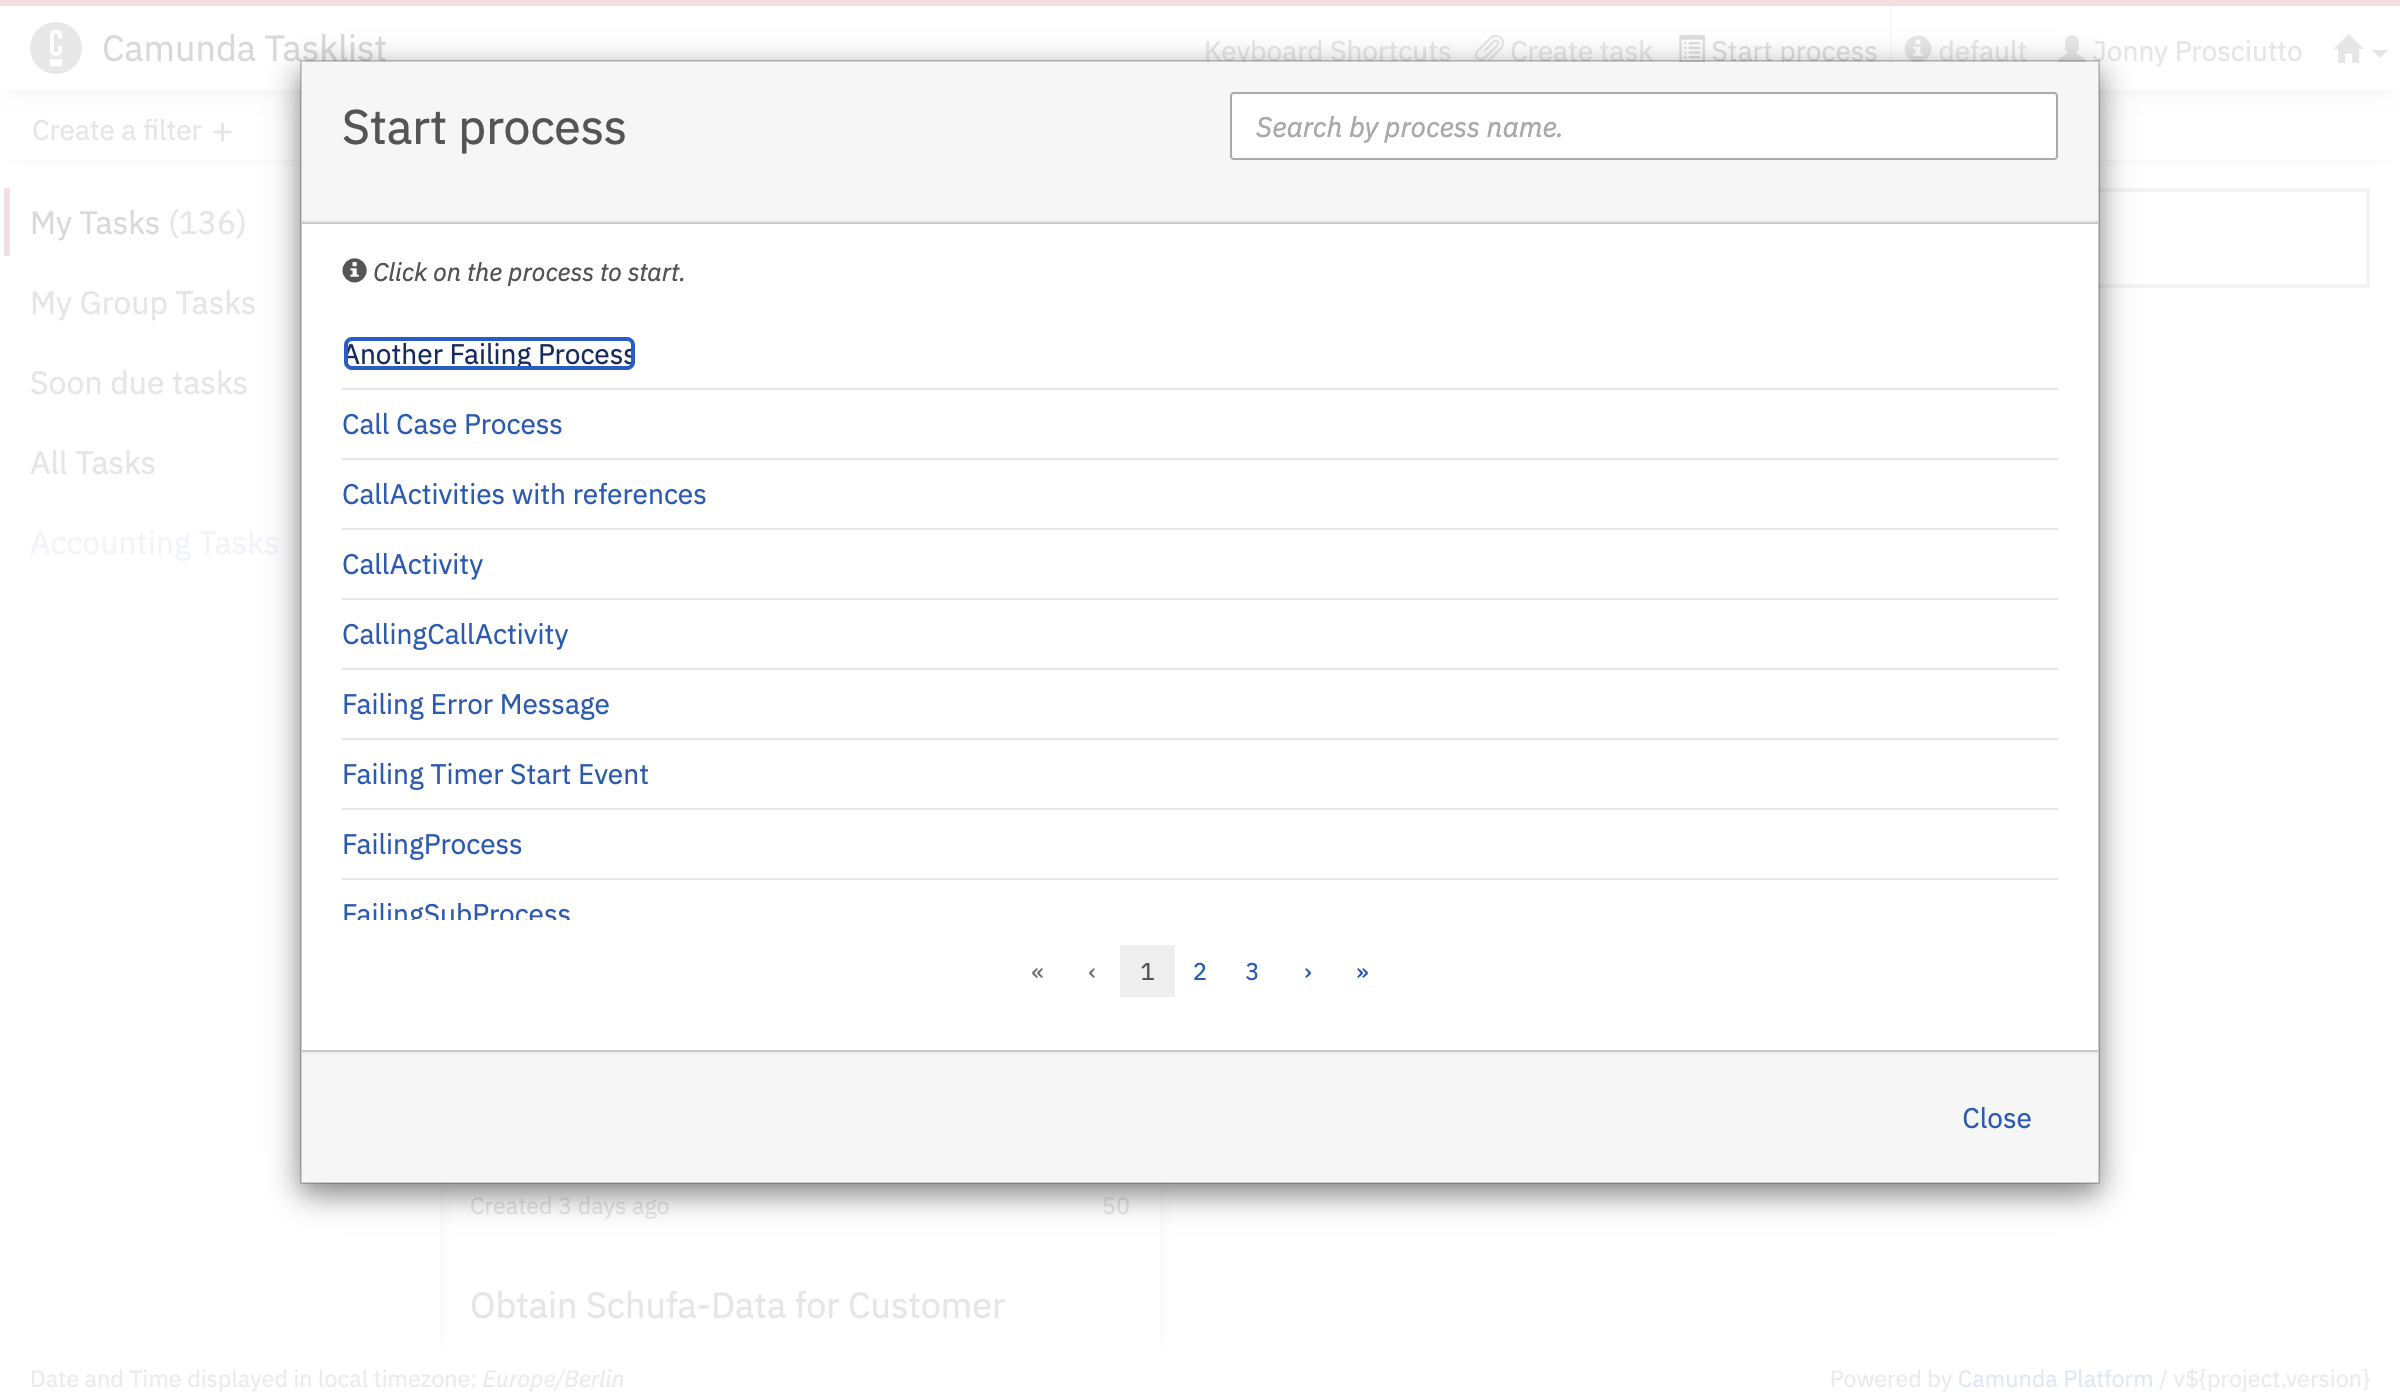 Camunda Tasklist
Keyboard Shortcuts Create task Start process default Jonny Prosciutto
Create a filter +
My Tasks (136)
My Group Tasks
Soon due tasks
All Tasks
Accounting Tasks
Start process
Search by process name.
Click on the process to start.
Another Failing Process
Call Case Process
CallActivities with references
CallActivity
CallingCallActivity
Failing Error Message
Failing Timer Start Event
FailingProcess
FailingSubProcess
« ‹ 1 2 3 › »
Close
Created 3 days ago 50
Obtain Schufa-Data for Customer
Date and Time displayed in local timezone: Europe/Berlin
Powered by Camunda Platform / v${project.version}